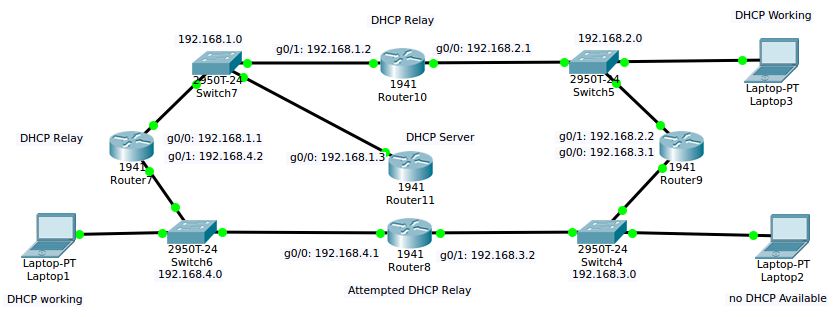 DHCP Relay
DHCP Working
192.168.1.0
g0/1: 192.168.1.2
g0/0: 192.168.2.1
192.168.2.0
2950T-24
Switch7
1941
Router10
2950T-24
Switch5
Laptop-PT
Laptop3
DHCP Relay
g0/0: 192.168.1.1
g0/1: 192.168.4.2
1941
Router7
DHCP Server
g0/0: 192.168.1.3
1941
Router11
g0/1: 192.168.2.2
g0/0: 192.168.3.1
1941
Router9
Laptop-PT
Laptop1
DHCP working
2950T-24
Switch6
192.168.4.0
g0/0: 192.168.4.1
1941
Router8
g0/1: 192.168.3.2
Attempted DHCP Relay
2950T-24
Switch4
192.168.3.0
Laptop-PT
Laptop2
no DHCP Available